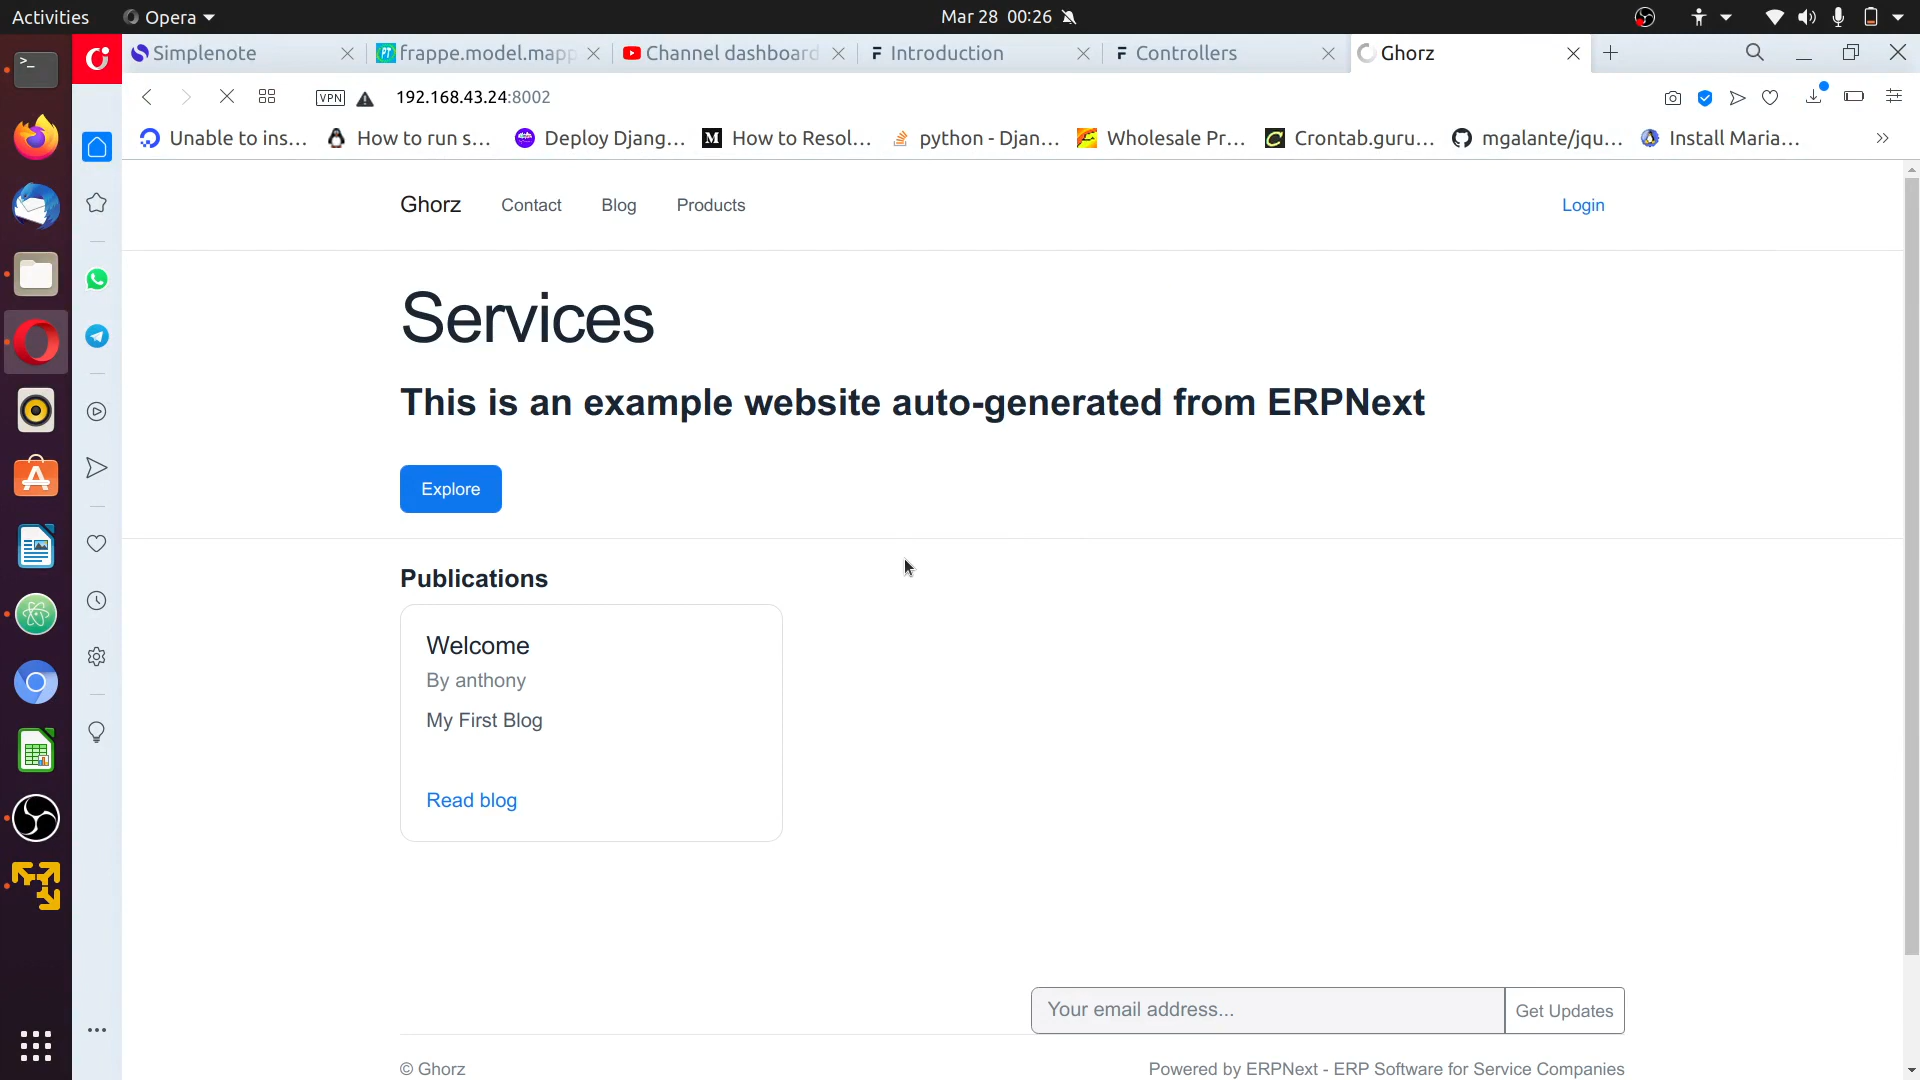 Activities
Opera
Mar 28 00:26
Simplenote
frappe.model.mapp
Channel dashboard
Introduction
Controllers
Ghorz
VPN
192.168.43.24:8002
Unable to ins...
How to run s...
Deploy Djang...
How to Resol...
python - Djan...
Wholesale Pr...
Crontab.guru...
mgalante/jqu...
Install Maria...
Ghorz
Contact
Blog
Products
Login
Services
This is an example website auto-generated from ERPNext
Explore
Publications
Welcome
By anthony
My First Blog
Read blog
Your email address...
Get Updates
© Ghorz
Powered by ERPNext - ERP Software for Service Companies